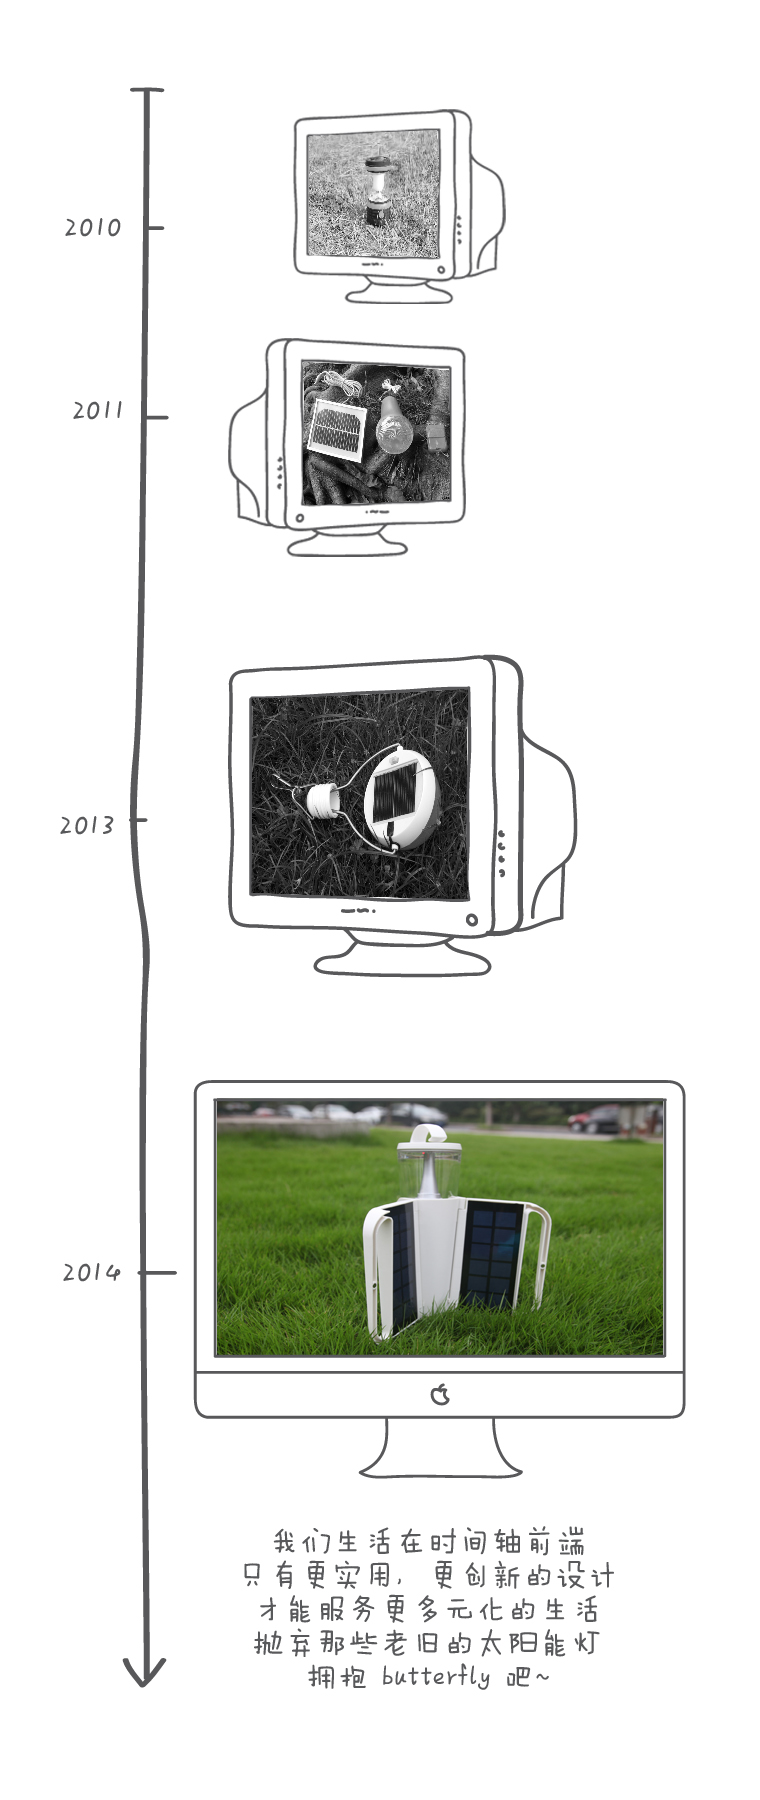 2010
2011
2013
2014
我们生活在时间轴前端
只有更实用，更创新的设计
才能服务更多元化的生活
抛弃那些老旧的太阳能灯
拥抱 butterfly 吧~